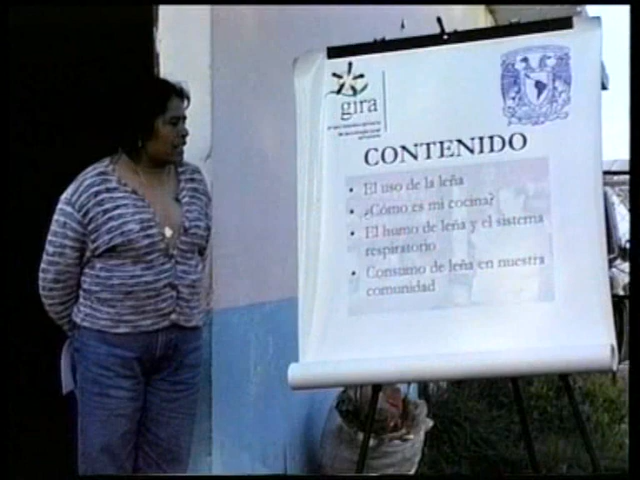 gira
CONTENIDO
• El uso de la leña
• ¿Cómo es mi cocina?
• El humo de leña y el sistema
respiratorio
• Consumo de leña en nuestra
comunidad